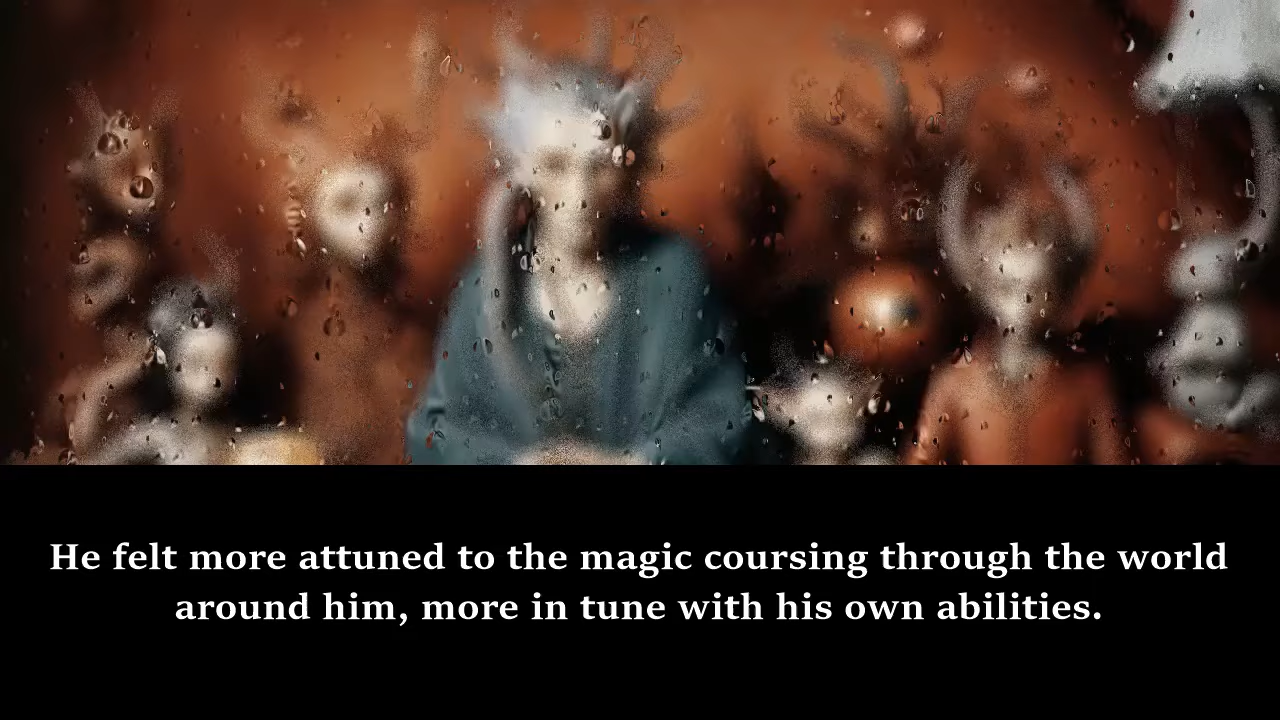 He felt more attuned to the magic coursing through the world
around him, more in tune with his own abilities.